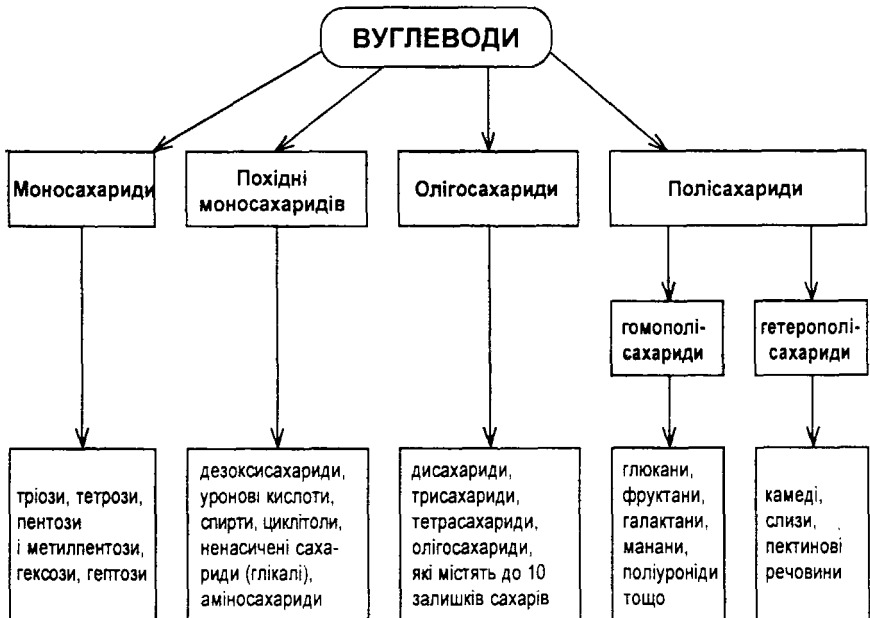 ВУГЛЕВОДИ
Моносахариди
Похідні
моносахаридів
Олігосахариди
Полісахариди
гомополі-
сахариди
гетерополі-
сахариди
тріози, тетрози,
пентози
і метилпентози,
гексози, гептози
дезоксисахариди,
уронові кислоти,
спирти, циклітоли,
ненасичені саха-
риди (глікалі),
аміносахариди
дисахариди,
трисахариди,
тетрасахариди,
олігосахариди,
які містять до 10
залишків сахарів
глюкани,
фруктани,
галактани,
манани,
поліуроніди
тощо
камеді,
слизи,
пектинові
речовини